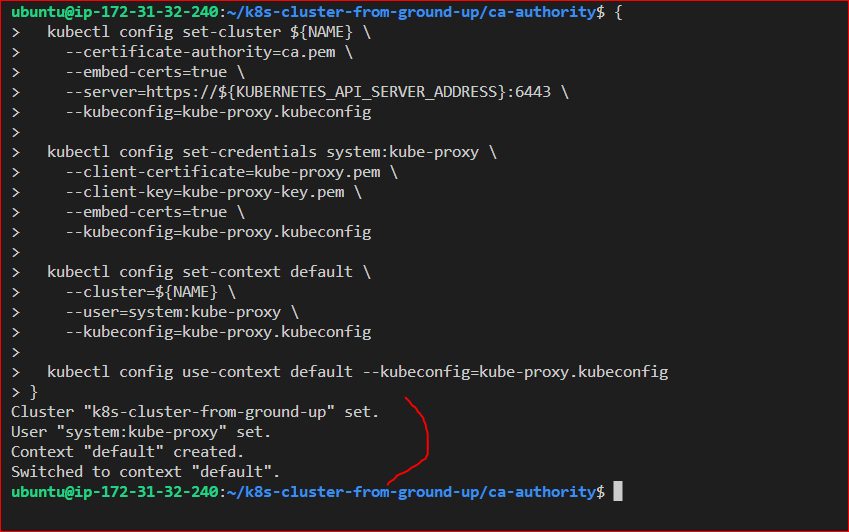 ubuntu@ip-172-31-32-240:~/k8s-cluster-from-ground-up/ca-authority$ {
>   kubectl config set-cluster ${NAME} \
>     --certificate-authority=ca.pem \
>     --embed-certs=true \
>     --server=https://${KUBERNETES_API_SERVER_ADDRESS}:6443 \
>     --kubeconfig=kube-proxy.kubeconfig
>
>   kubectl config set-credentials system:kube-proxy \
>     --client-certificate=kube-proxy.pem \
>     --client-key=kube-proxy-key.pem \
>     --embed-certs=true \
>     --kubeconfig=kube-proxy.kubeconfig
>
>   kubectl config set-context default \
>     --cluster=${NAME} \
>     --user=system:kube-proxy \
>     --kubeconfig=kube-proxy.kubeconfig
>
>   kubectl config use-context default --kubeconfig=kube-proxy.kubeconfig
> }
Cluster "k8s-cluster-from-ground-up" set.
User "system:kube-proxy" set.
Context "default" created.
Switched to context "default".
ubuntu@ip-172-31-32-240:~/k8s-cluster-from-ground-up/ca-authority$